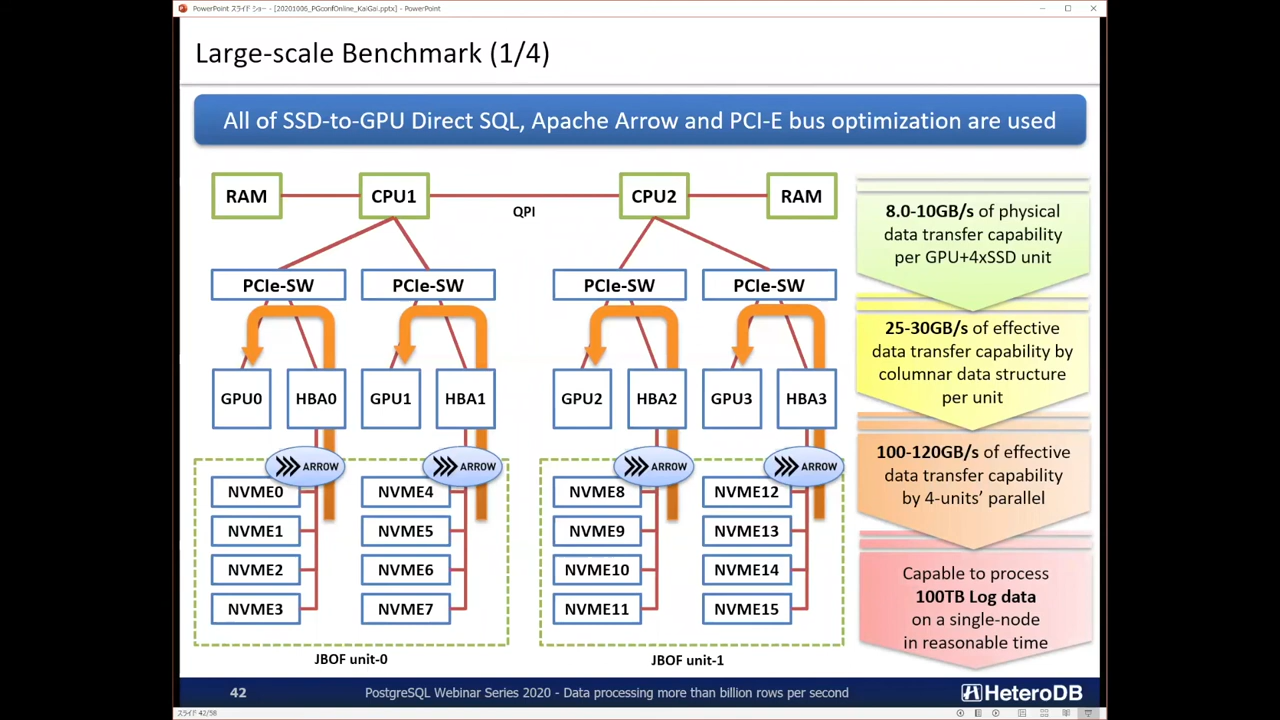 PowerPoint スライド ショー - [20201006_PGconfOnline_KaiGai.pptx] - PowerPoint
Large-scale Benchmark (1/4)
All of SSD-to-GPU Direct SQL, Apache Arrow and PCI-E bus optimization are used
RAM
CPU1
QPI
CPU2
RAM
PCIe-SW
PCIe-SW
PCIe-SW
PCIe-SW
GPU0
HBA0
GPU1
HBA1
GPU2
HBA2
GPU3
HBA3
ARROW
ARROW
ARROW
ARROW
NVME0
NVME1
NVME2
NVME3
NVME4
NVME5
NVME6
NVME7
NVME8
NVME9
NVME10
NVME11
NVME12
NVME13
NVME14
NVME15
JBOF unit-0
JBOF unit-1
8.0-10GB/s of physical
data transfer capability
per GPU+4xSSD unit
25-30GB/s of effective
data transfer capability by
columnar data structure
per unit
100-120GB/s of effective
data transfer capability
by 4-units' parallel
Capable to process
100TB Log data
on a single-node
in reasonable time
42
PostgreSQL Webinar Series 2020 - Data processing more than billion rows per second
HeteroDB
スライド 42/58